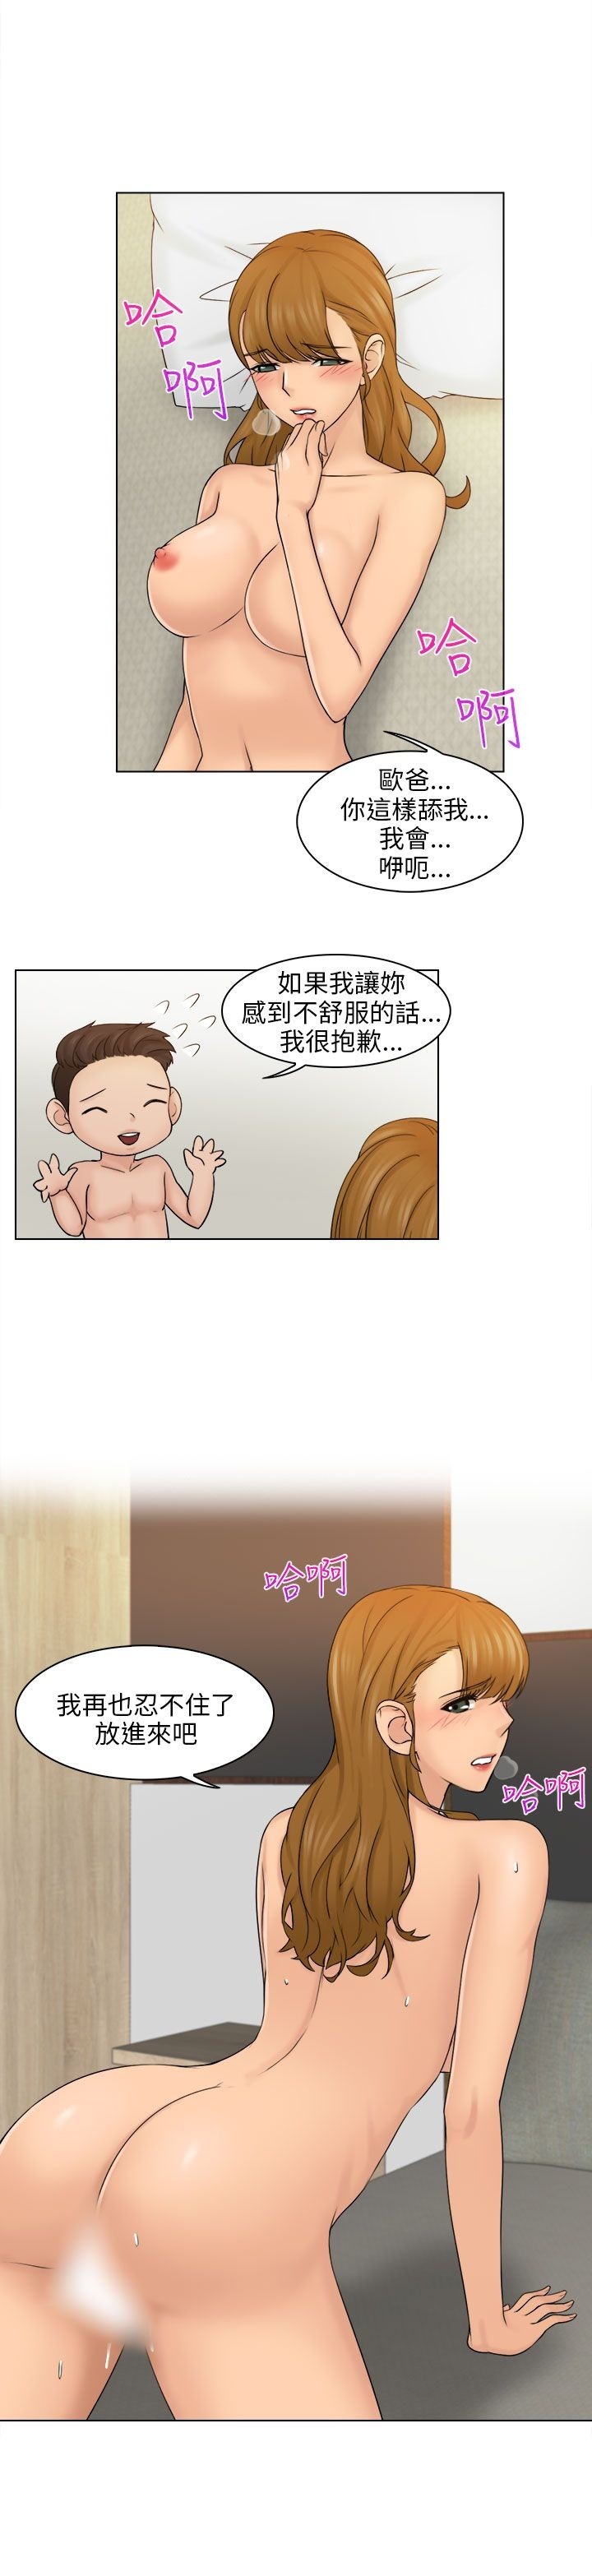 哈
啊
哈
啊
歐爸...
你這樣舔我...
我會...
咿呃...
如果我讓妳
感到不舒服的話...
我很抱歉...
哈啊
我再也忍不住了
放進來吧
哈啊